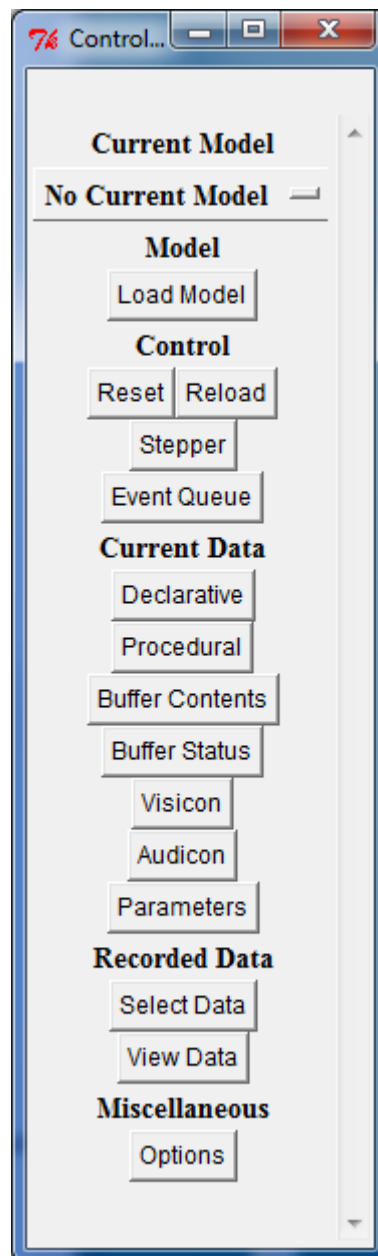 Control...
Current Model
No Current Model
Model
Load Model
Control
Reset Reload
Stepper
Event Queue
Current Data
Declarative
Procedural
Buffer Contents
Buffer Status
Visicon
Audicon
Parameters
Recorded Data
Select Data
View Data
Miscellaneous
Options